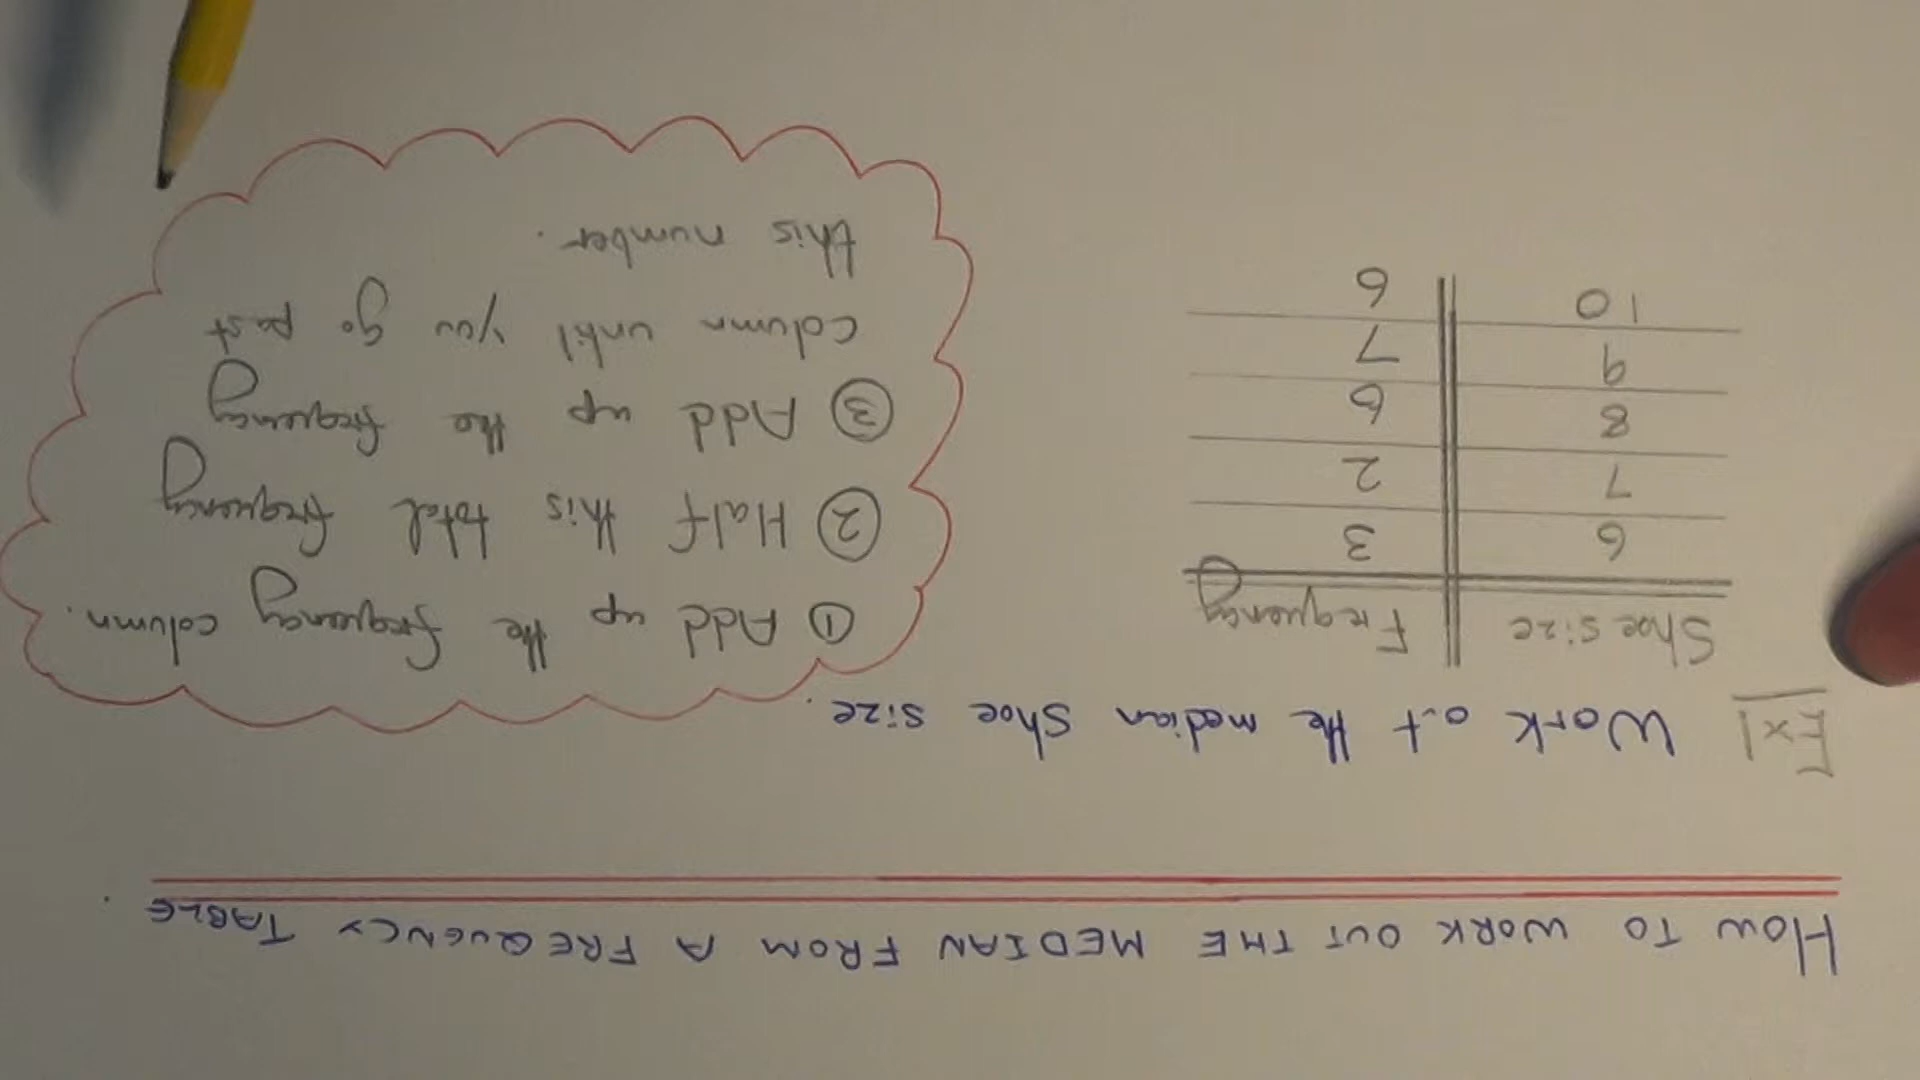 HOW TO WORK OUT THE MEDIAN FROM A FREQUENCY TABLE.
Ex1 Work out the median shoe size.
Shoe size Frequency
6 3
7 2
8 6
9 7
10 6
① Add up the frequency column.
② Half this total frequency
③ Add up the frequency
column until you go past
this number.